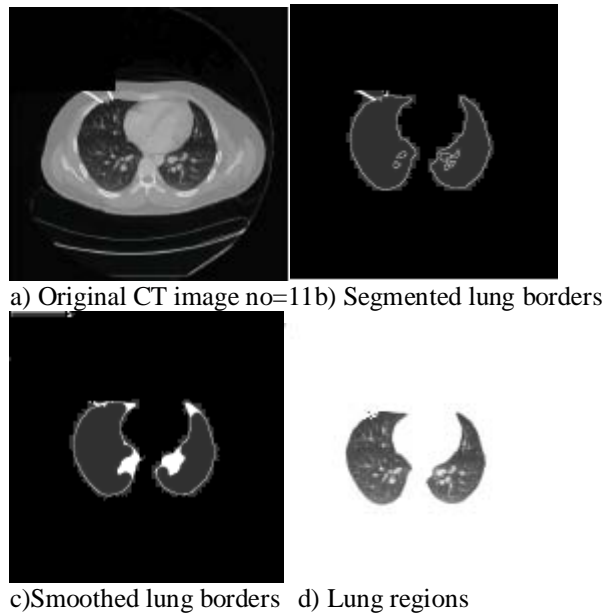 a) Original CT image no=11b) Segmented lung borders
c)Smoothed lung borders d) Lung regions